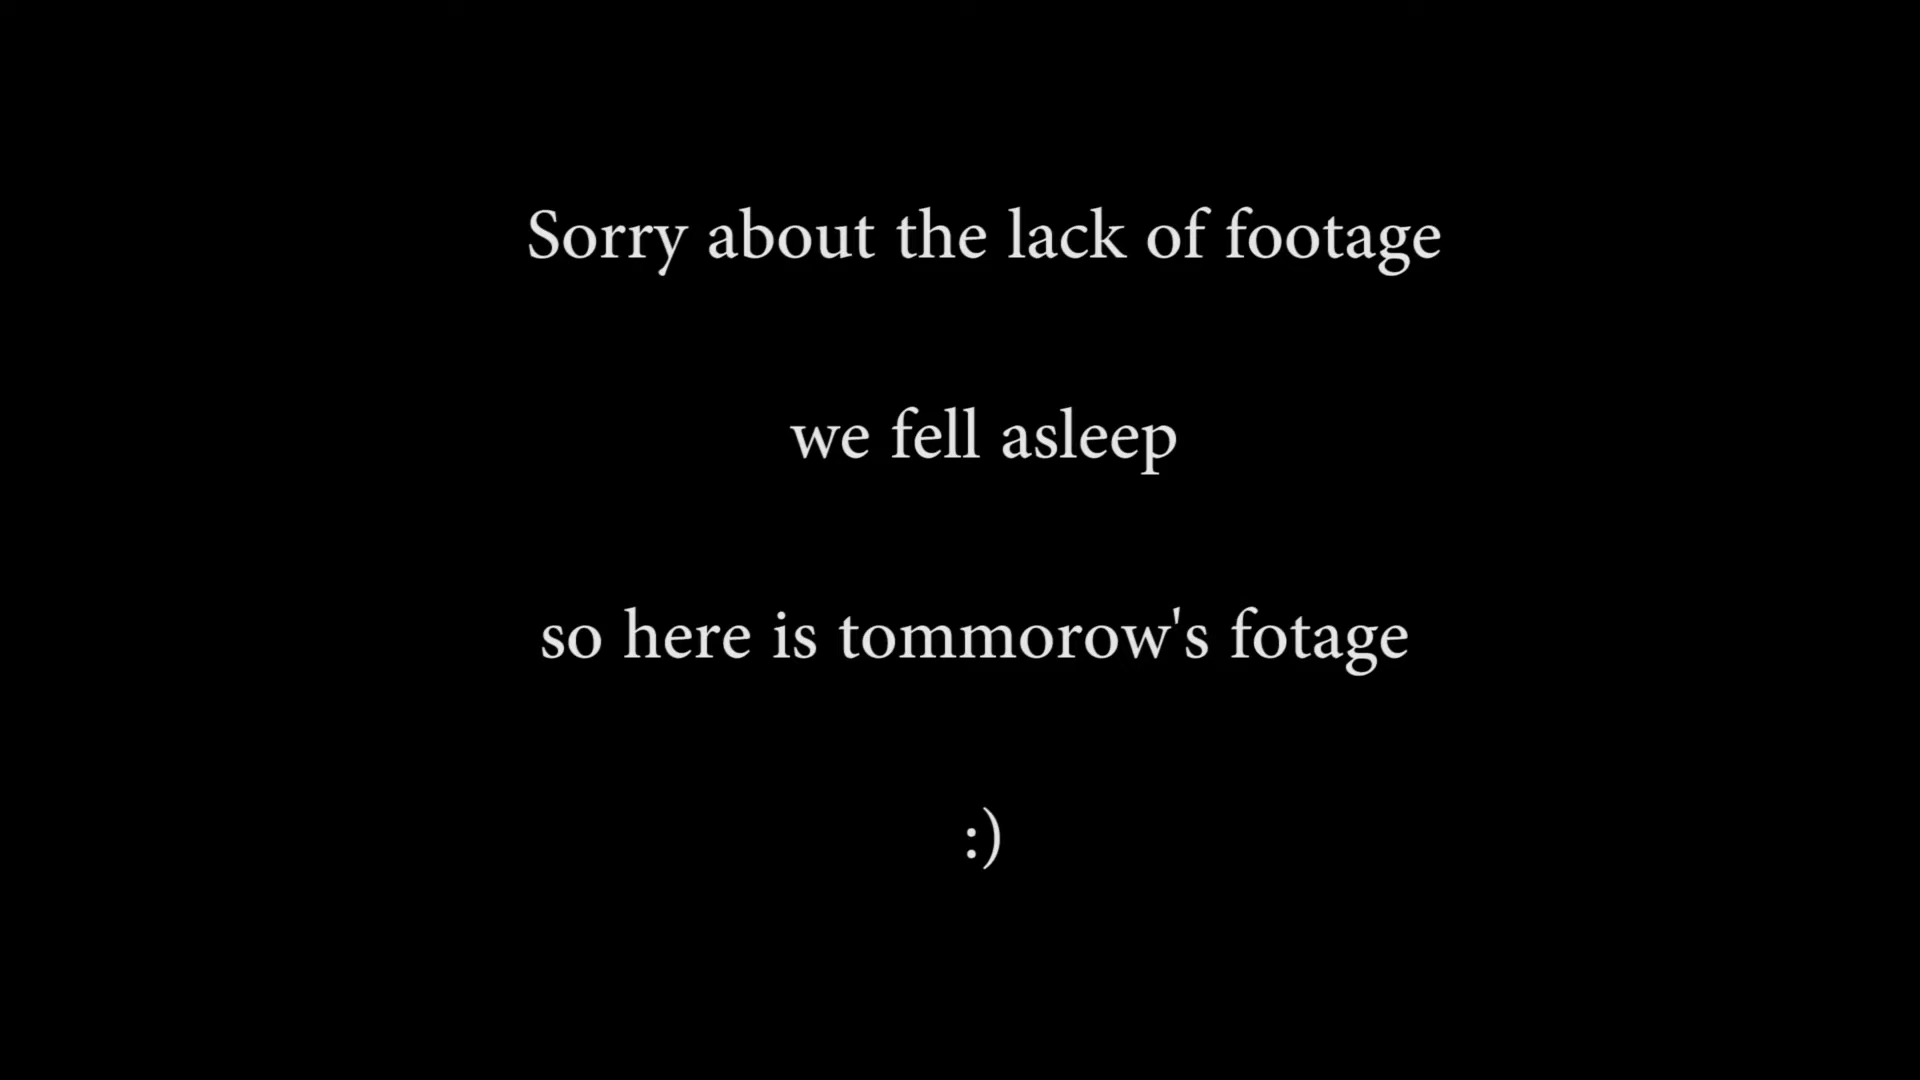 Sorry about the lack of footage
we fell asleep
so here is tommorow's fotage
:)